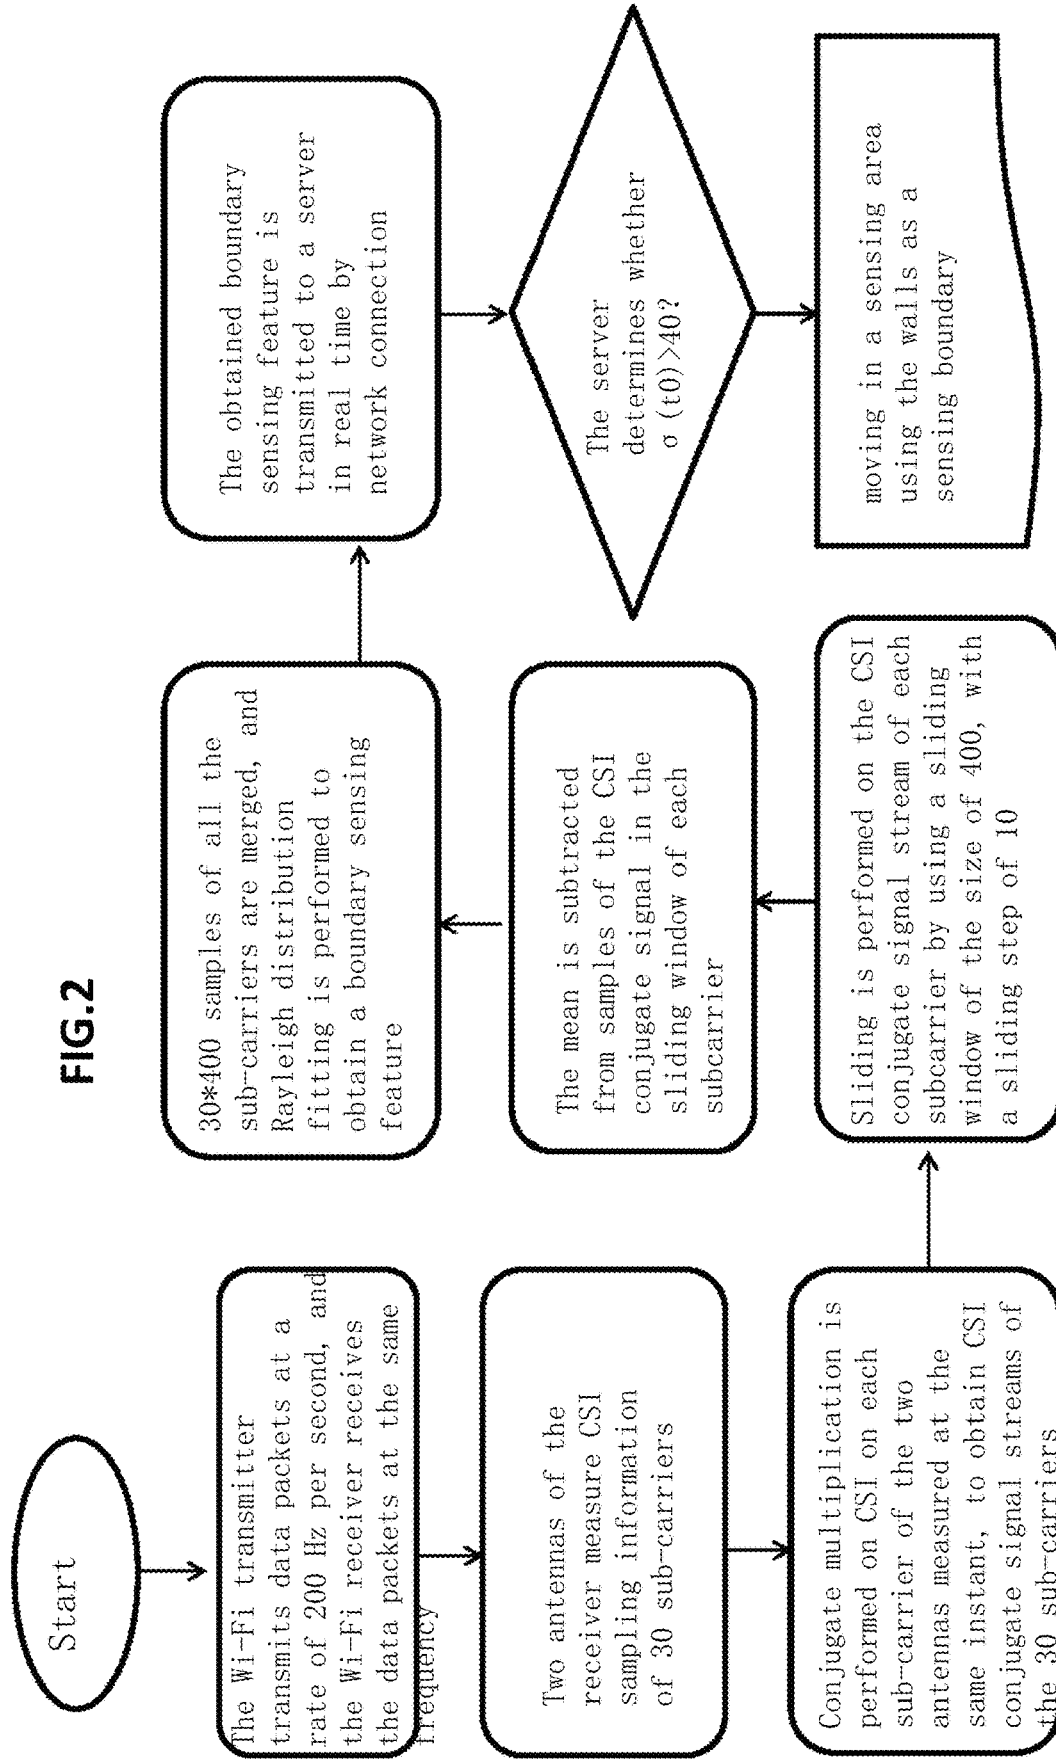 Start
The Wi-Fi transmitter
transmits data packets at a
rate of 200 Hz per second, and
the Wi-Fi receiver receives
the data packets at the same
frequency
Two antennas of the
receiver measure CSI
sampling information
of 30 sub-carriers
Conjugate multiplication is
performed on CSI on each
sub-carrier of the two
antennas measured at the
same instant, to obtain CSI
conjugate signal streams of
the 30 sub-carriers
Sliding is performed on the CSI
conjugate signal stream of each
subcarrier by using a sliding
window of the size of 400, with
a sliding step of 10
The mean is subtracted
from samples of the CSI
conjugate signal in the
sliding window of each
subcarrier
30*400 samples of all the
sub-carriers are merged, and
Rayleigh distribution
fitting is performed to
obtain a boundary sensing
feature
The obtained boundary
sensing feature is
transmitted to a server
in real time by
network connection
The server
determines whether
σ (t0)>40?
moving in a sensing area
using the walls as a
sensing boundary
FIG.2